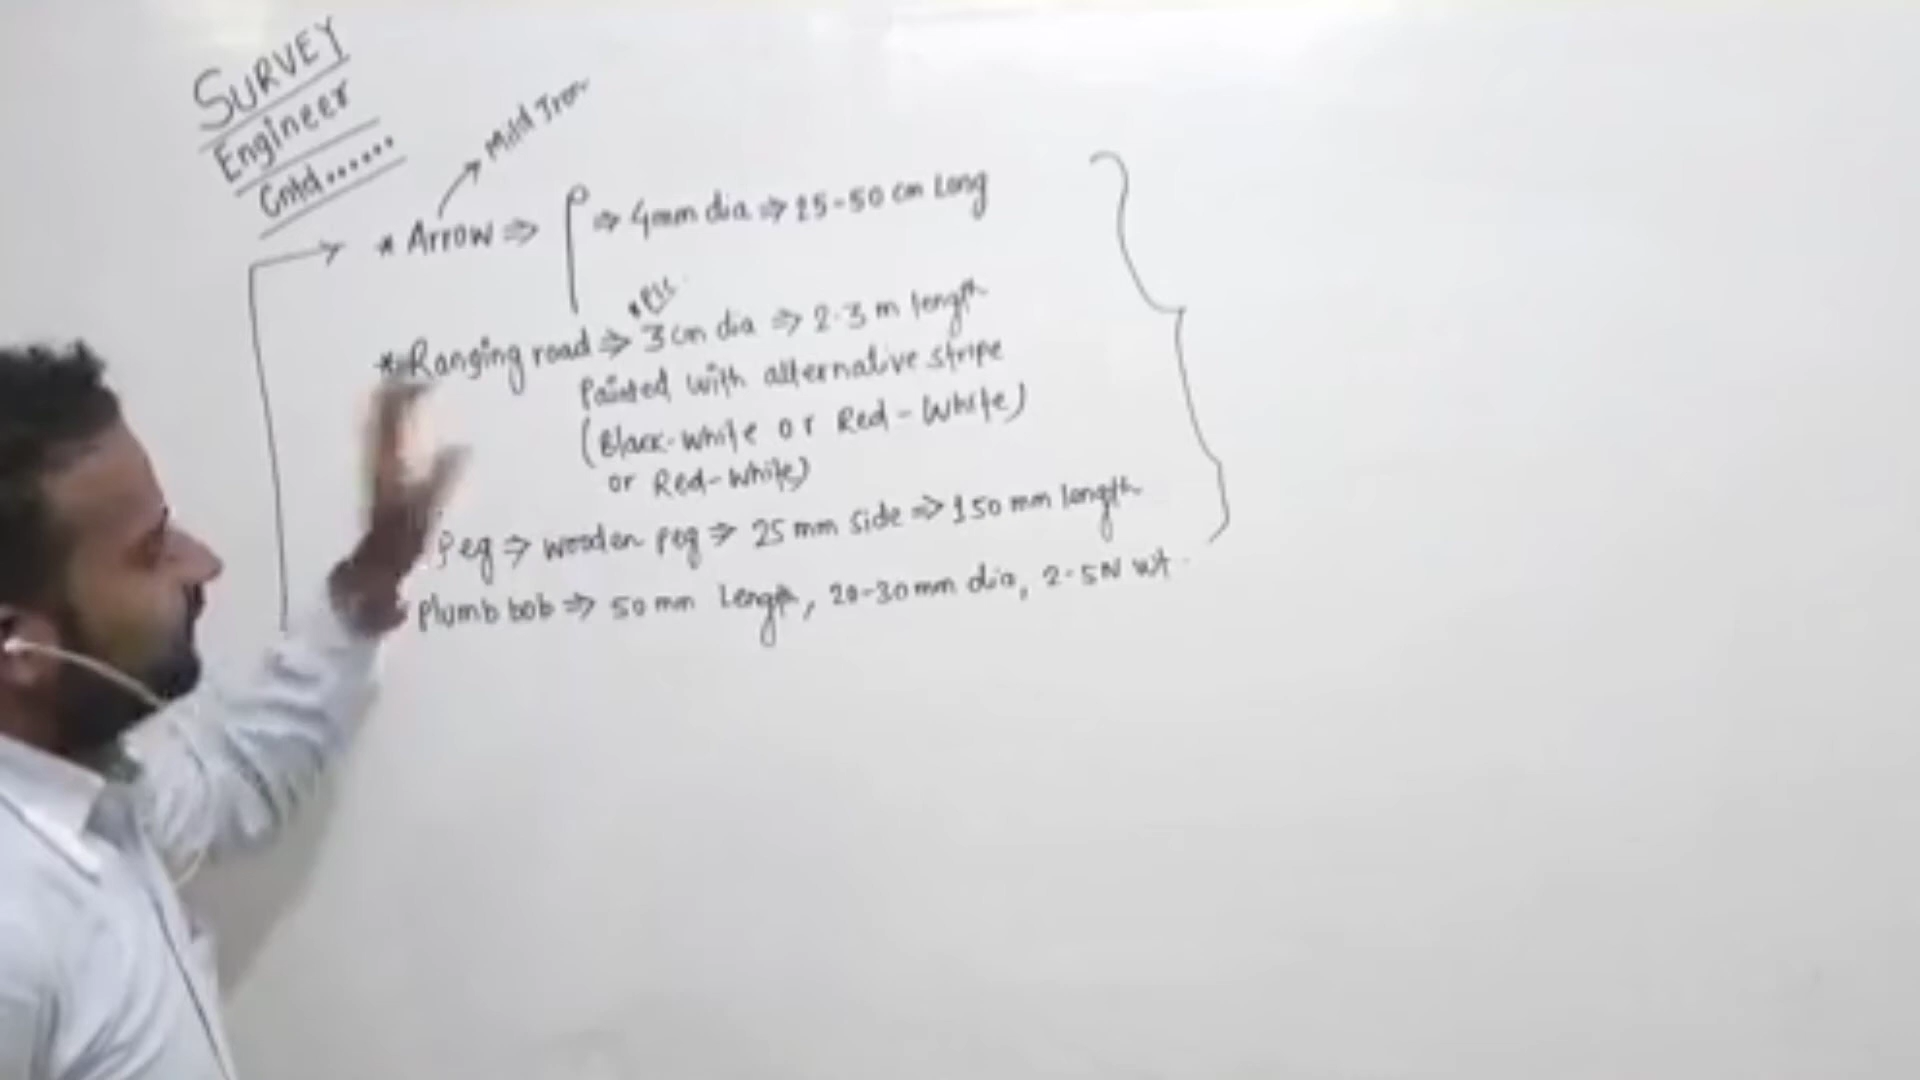 SURVEY
Engineer
Cntd......
Mild Iron
* Arrow ⇒ ⇒ 4mm dia ⇒ 25-50 cm Long
* Ranging road ⇒ 3 cm dia ⇒ 2-3 m length
Painted with alternative stripe
(Black-white or Red-White)
or Red-White)
Peg ⇒ wooden peg ⇒ 25 mm side ⇒ 150 mm length
Plumb bob ⇒ 50 mm Length, 20-30 mm dia, 2-5N wt.